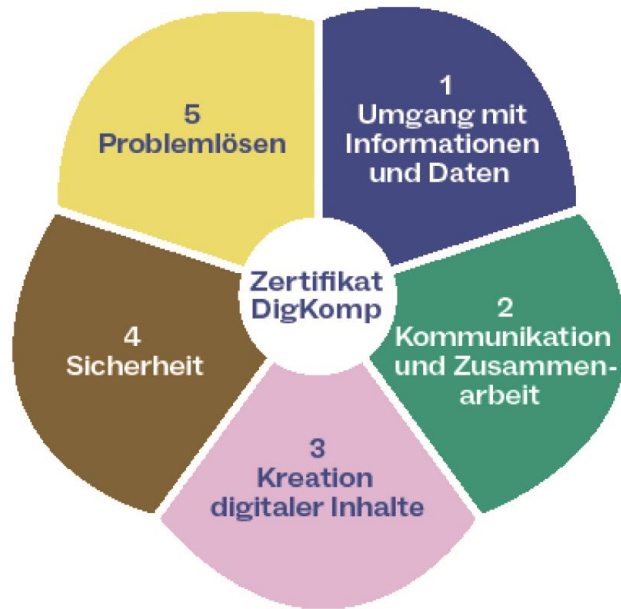 Zertifikat
DigKomp
1
Umgang mit
Informationen
und Daten
2
Kommunikation
und Zusammen-
arbeit
3
Kreation
digitaler Inhalte
4
Sicherheit
5
Problemlösen